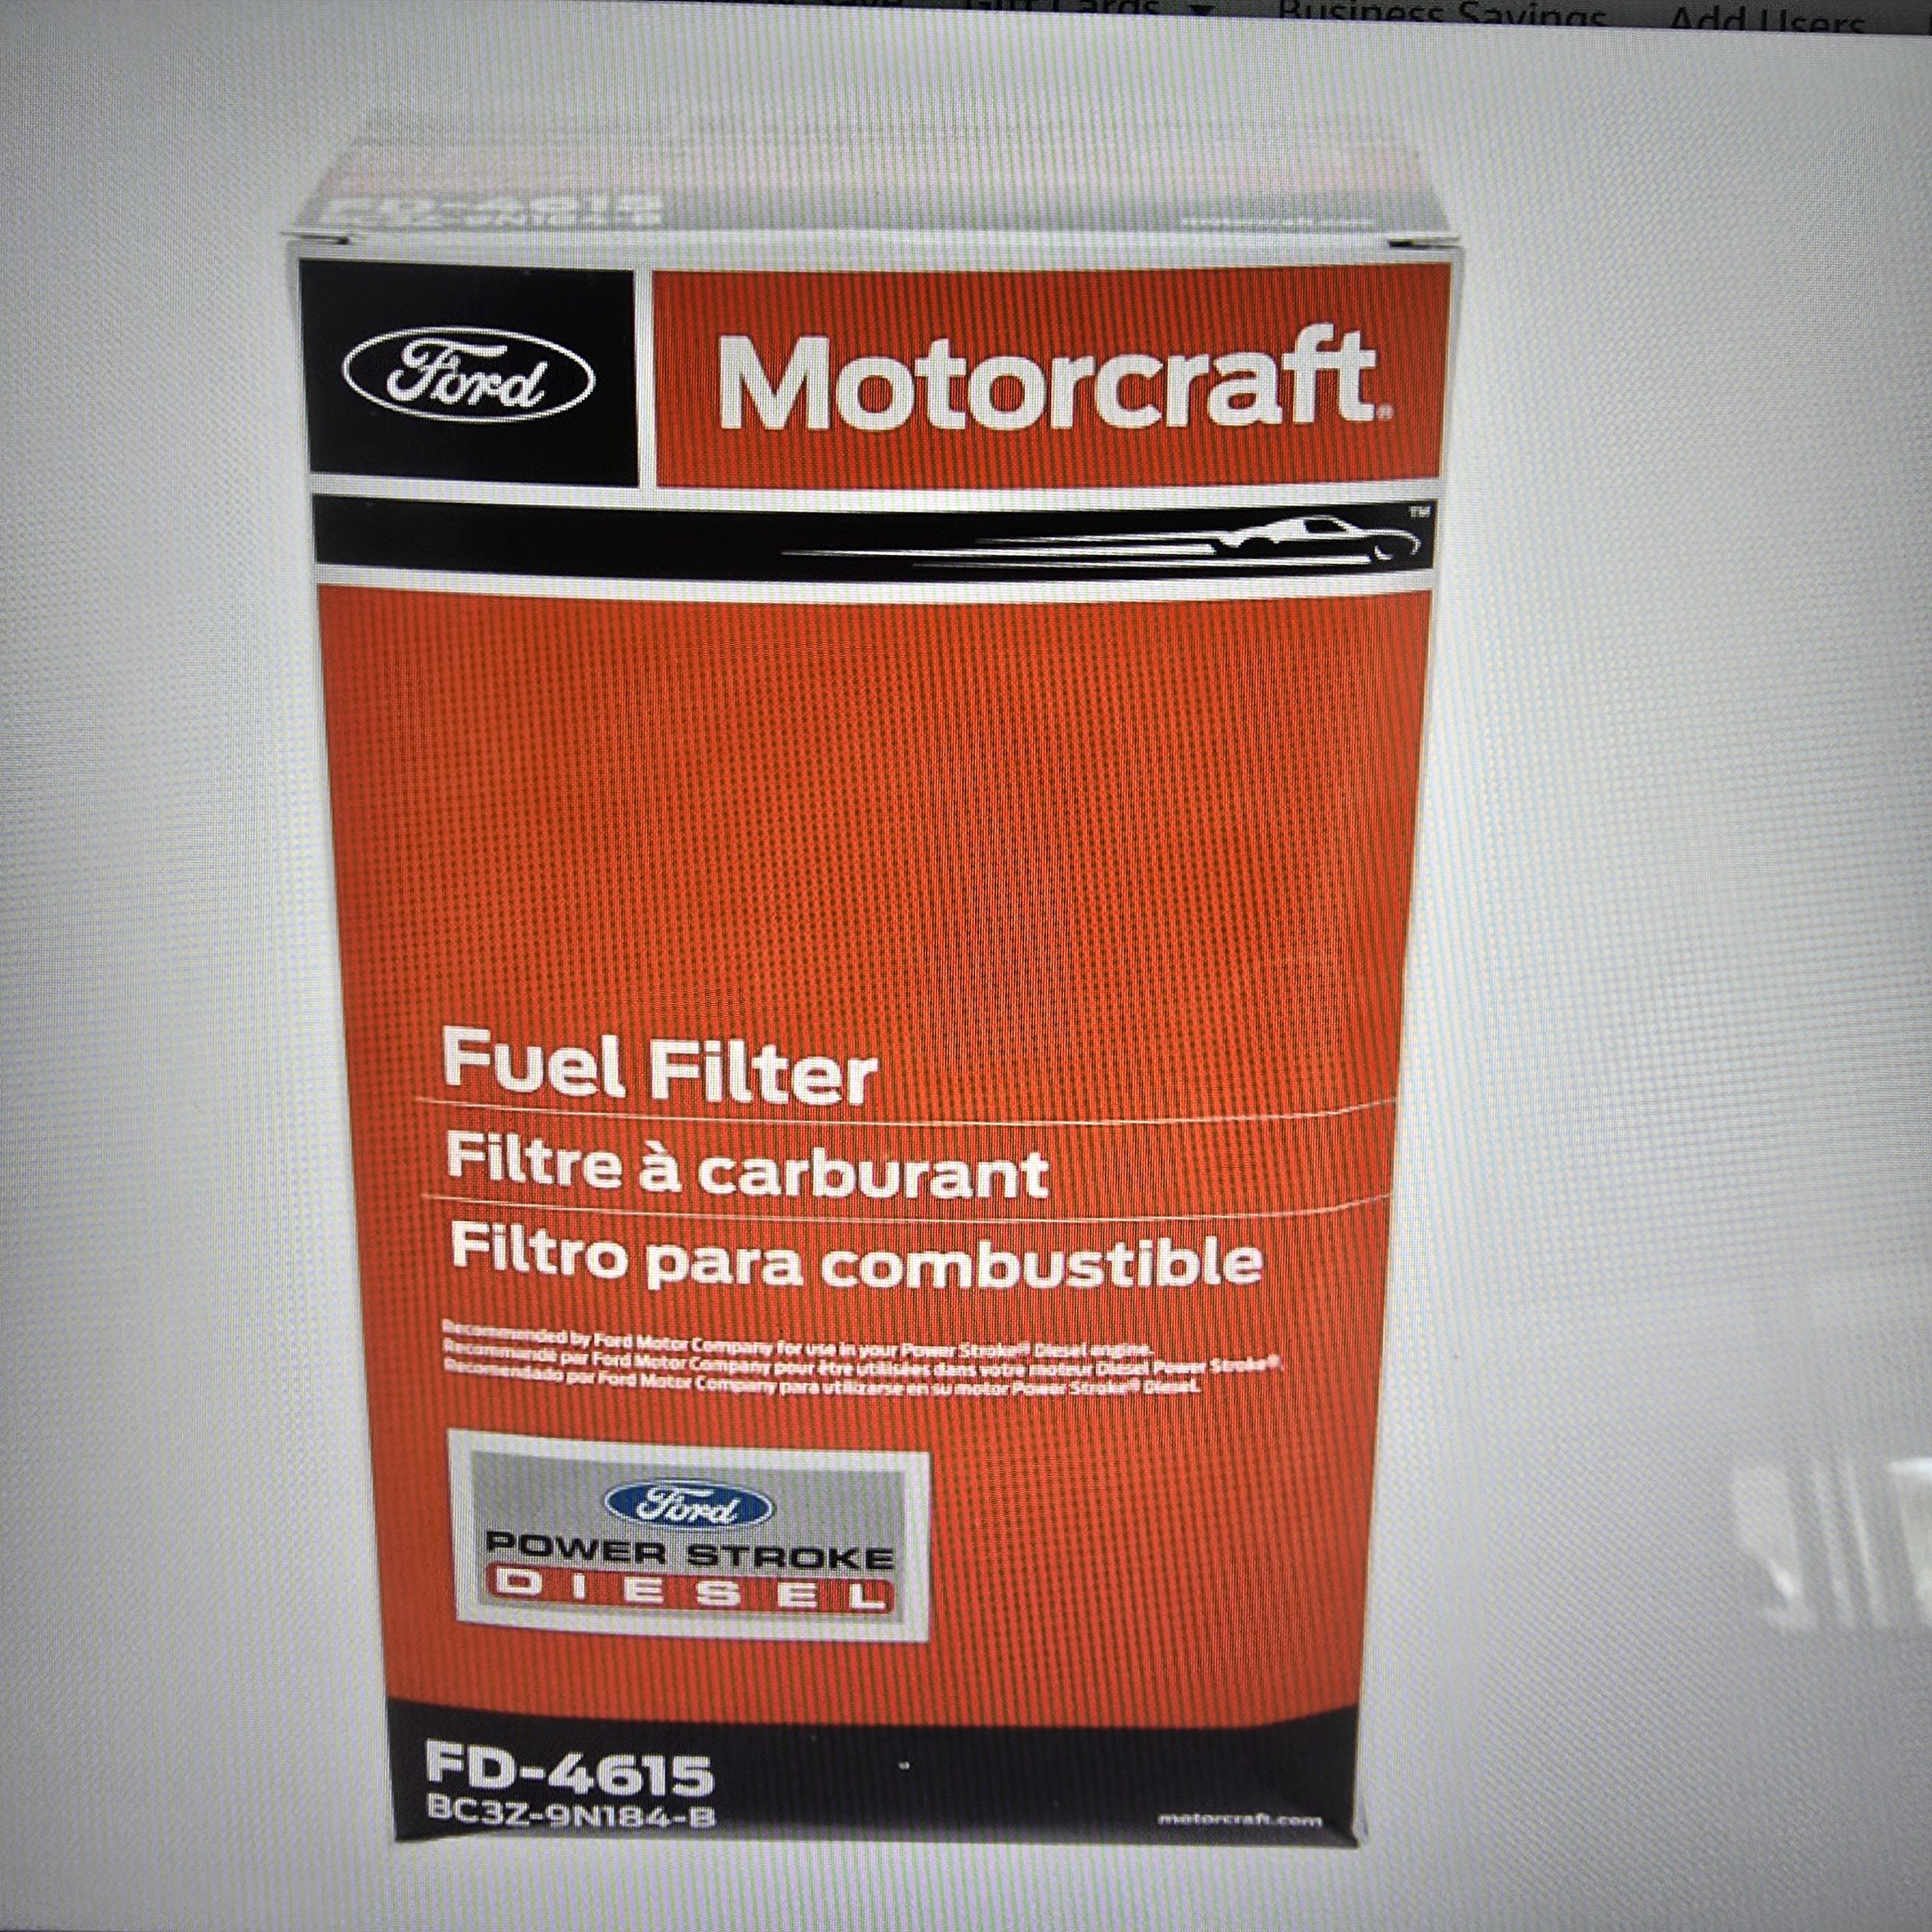 Gift Cards
Business Savings
Add Users
FD-4615
BC3Z-9N184-B
motorcraft.com
Ford
Motorcraft®
TM
Fuel Filter
Filtre à carburant
Filtro para combustible
Recommended by Ford Motor Company for use in your Power Stroke® Diesel engine.
Recommandé par Ford Motor Company pour être utilisées dans votre moteur Diesel Power Stroke®.
Recomendado por Ford Motor Company para utilizarse en su motor Power Stroke® Diesel.
Ford
POWER STROKE
DIESEL
FD-4615
BC3Z-9N184-B
motorcraft.com